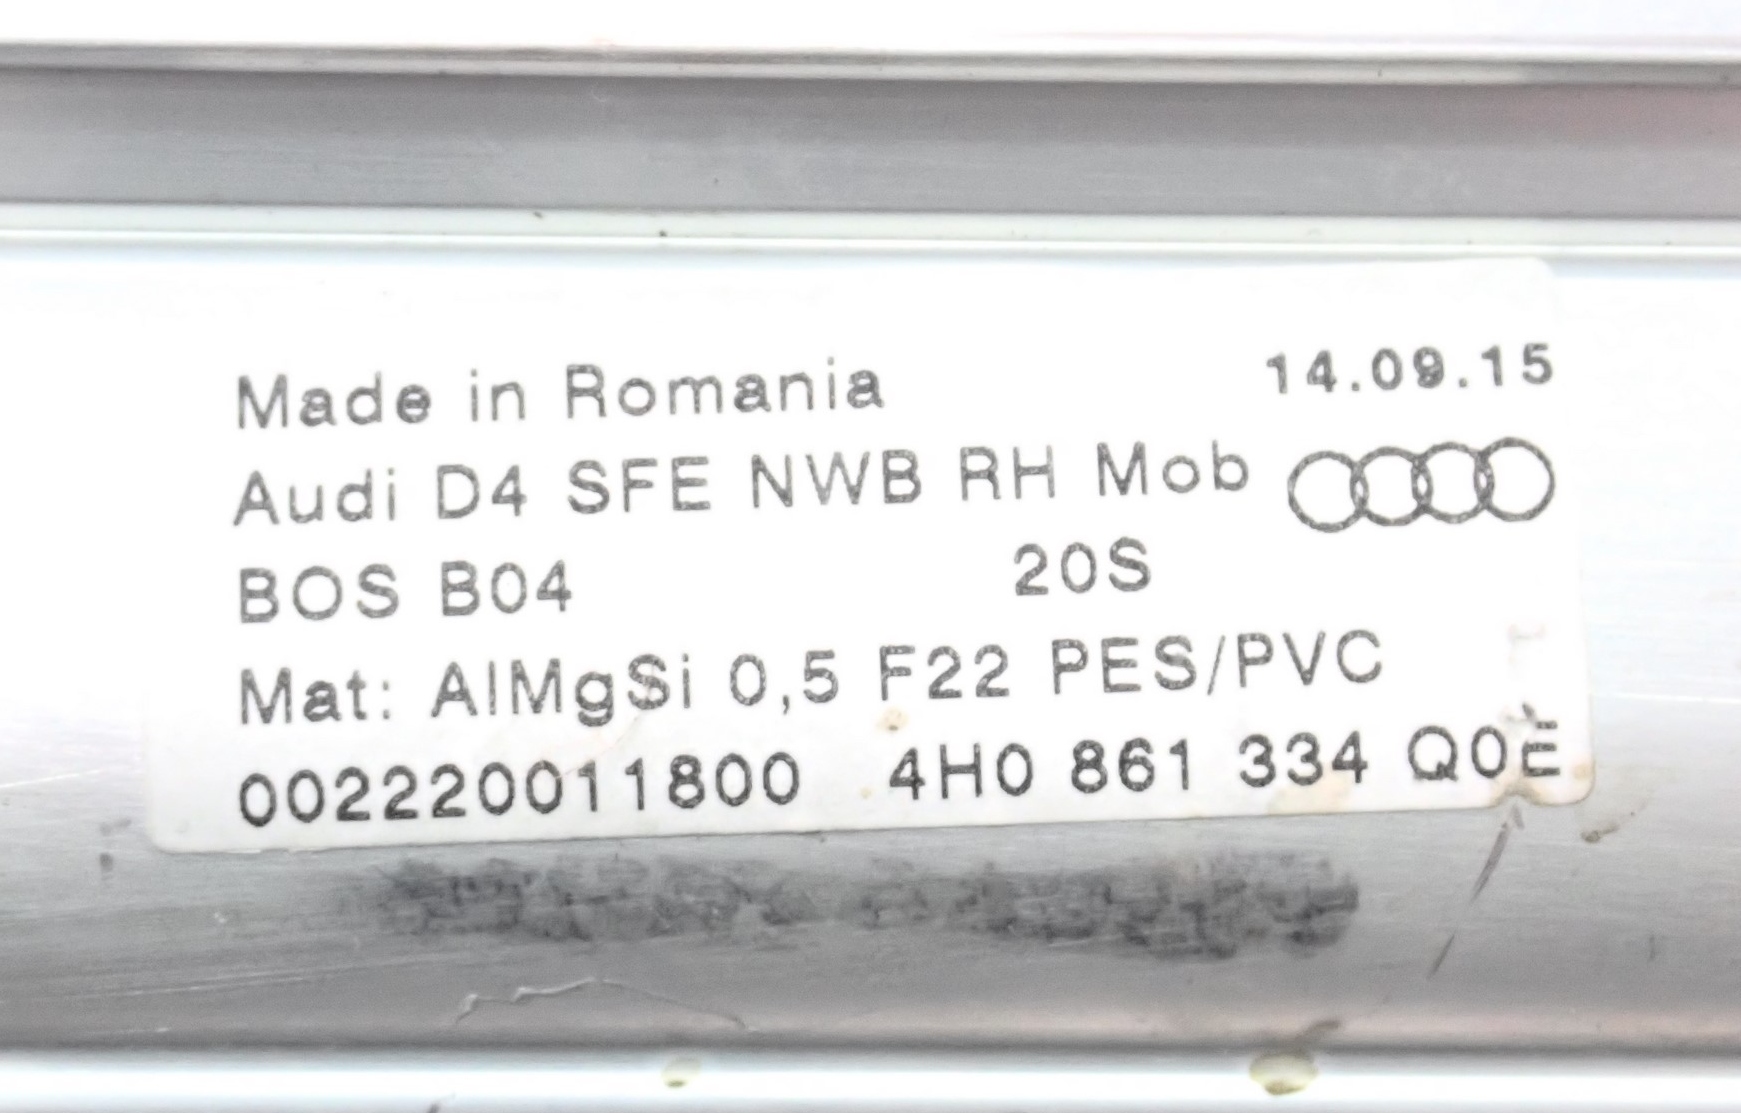 Made in Romania 14.09.15
Audi D4 SFE NWB RH Mob
BOS B04 20S
Mat: AlMgSi 0,5 F22 PES/PVC
002220011800 4H0 861 334 Q0E